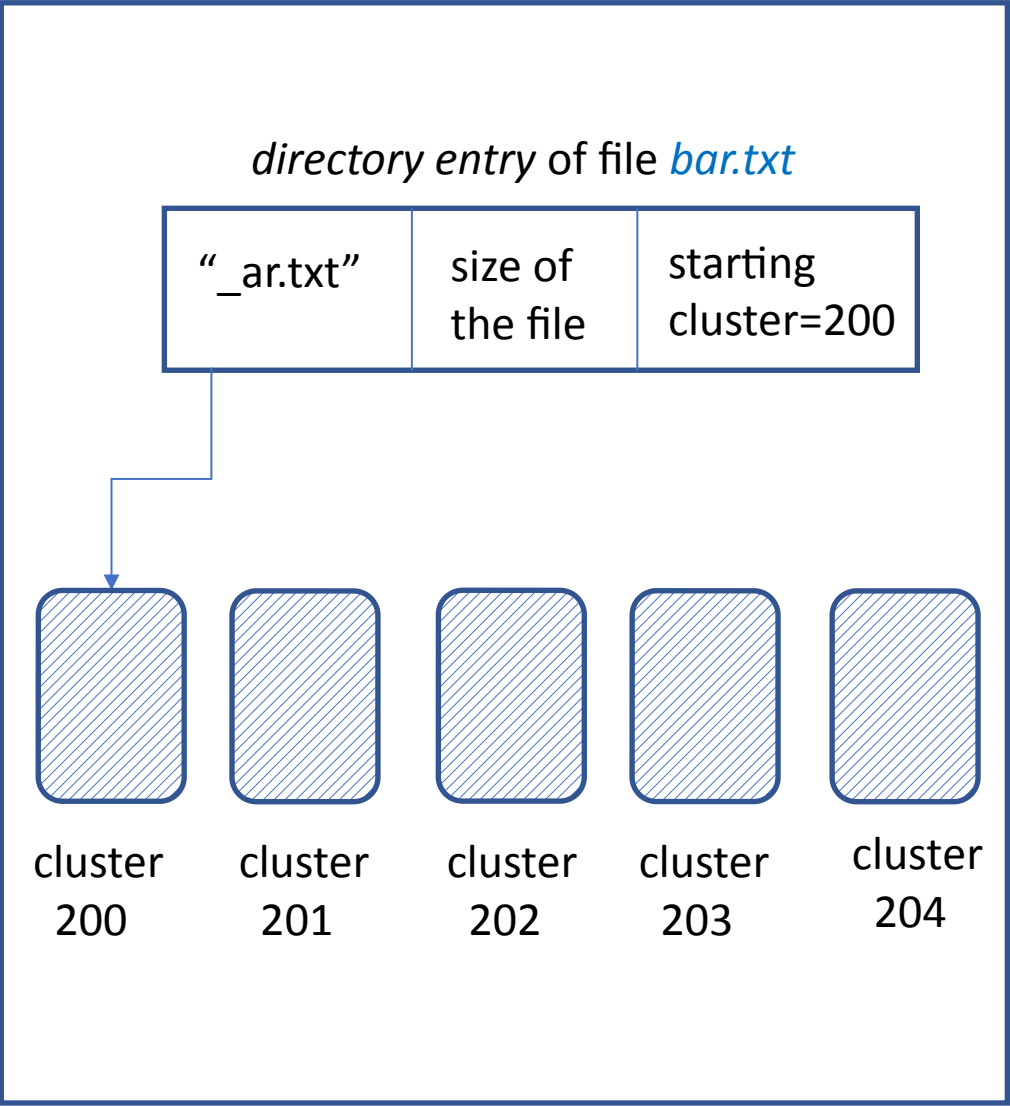 directory entry of file bar.txt
“_ar.txt”
size of
the file
starting
cluster=200
cluster
200
cluster
201
cluster
202
cluster
203
cluster
204